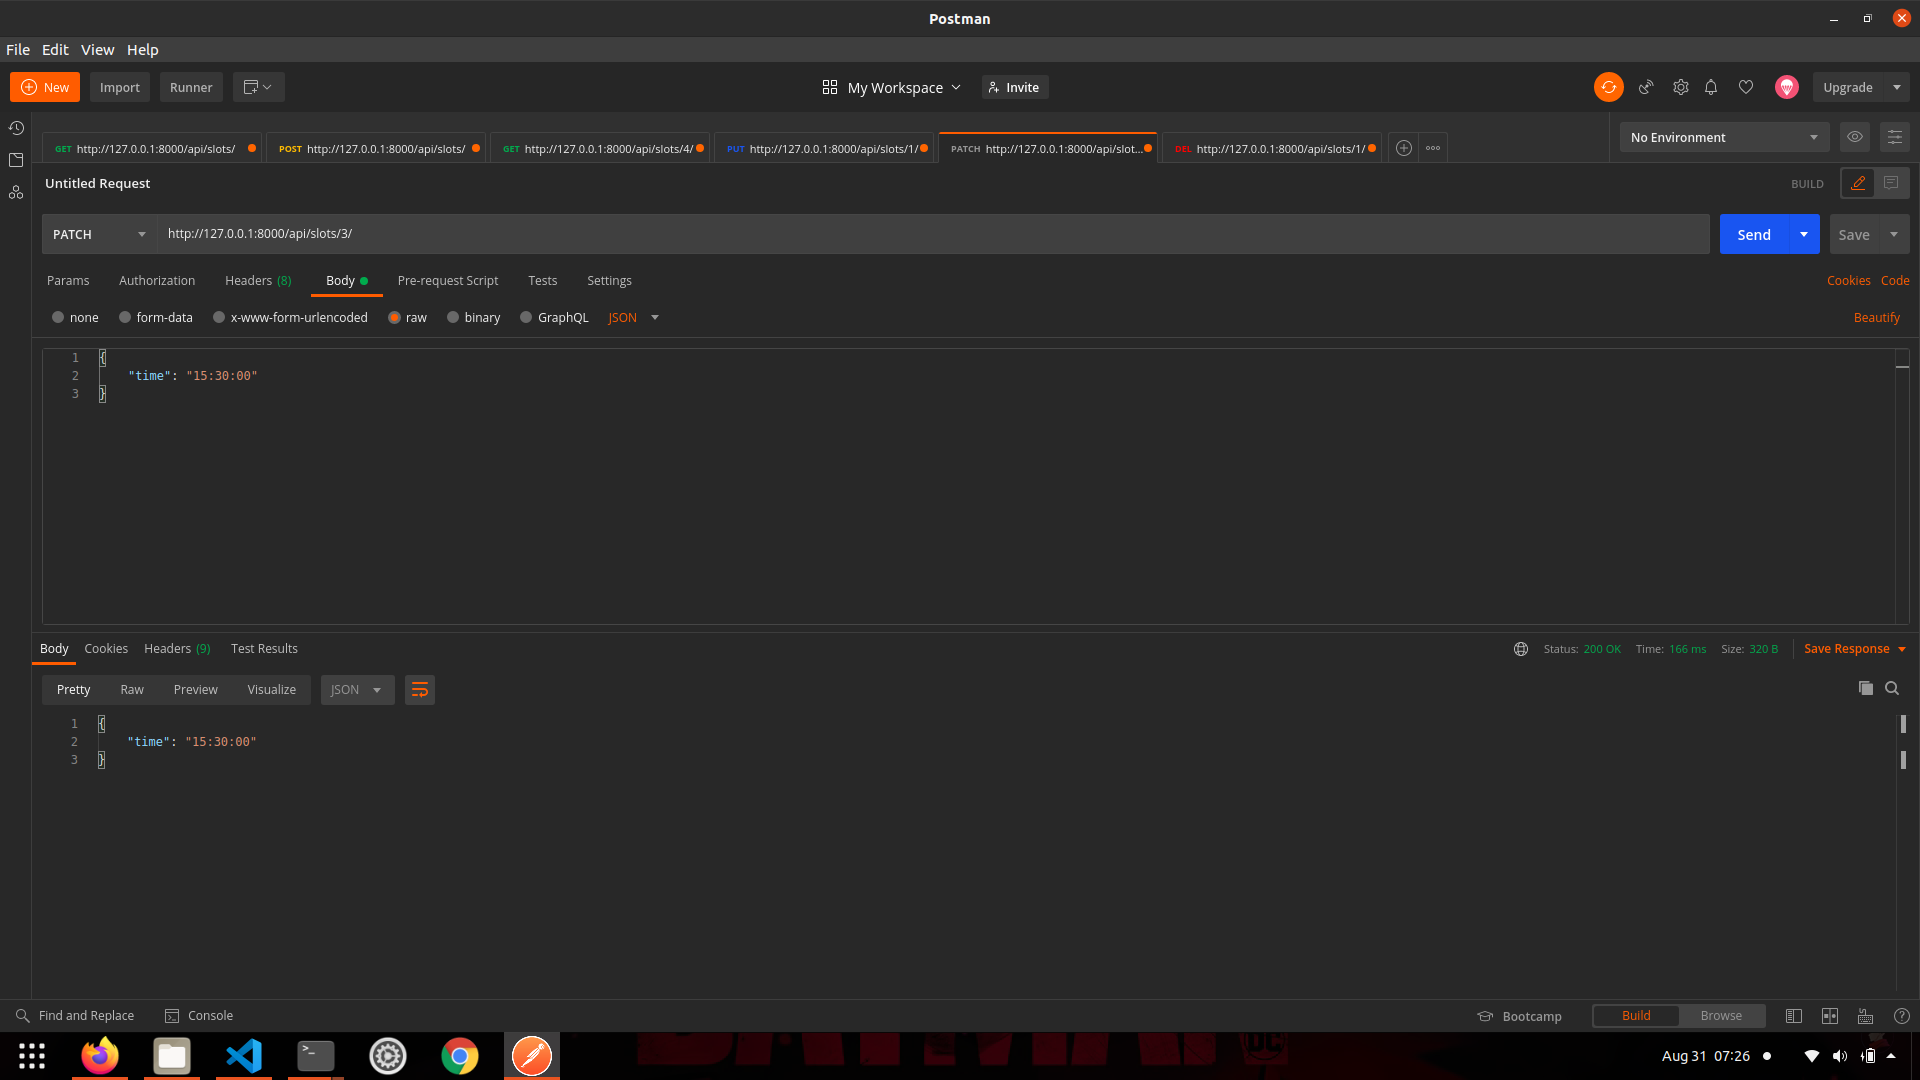 Postman
File Edit View Help
New Import Runner My Workspace Invite Upgrade
GET http://127.0.0.1:8000/api/slots/ POST http://127.0.0.1:8000/api/slots/ GET http://127.0.0.1:8000/api/slots/4/ PUT http://127.0.0.1:8000/api/slots/1/ PATCH http://127.0.0.1:8000/api/slot... DEL http://127.0.0.1:8000/api/slots/1/ No Environment
Untitled Request BUILD
PATCH http://127.0.0.1:8000/api/slots/3/ Send Save
Params Authorization Headers (8) Body Pre-request Script Tests Settings Cookies Code
none form-data x-www-form-urlencoded raw binary GraphQL JSON Beautify
1 {
2 "time": "15:30:00"
3 }
Body Cookies Headers (9) Test Results Status: 200 OK Time: 166 ms Size: 320 B Save Response
Pretty Raw Preview Visualize JSON
1 {
2 "time": "15:30:00"
3 }
Find and Replace Console Bootcamp Build Browse
DC
Aug 31 07:26